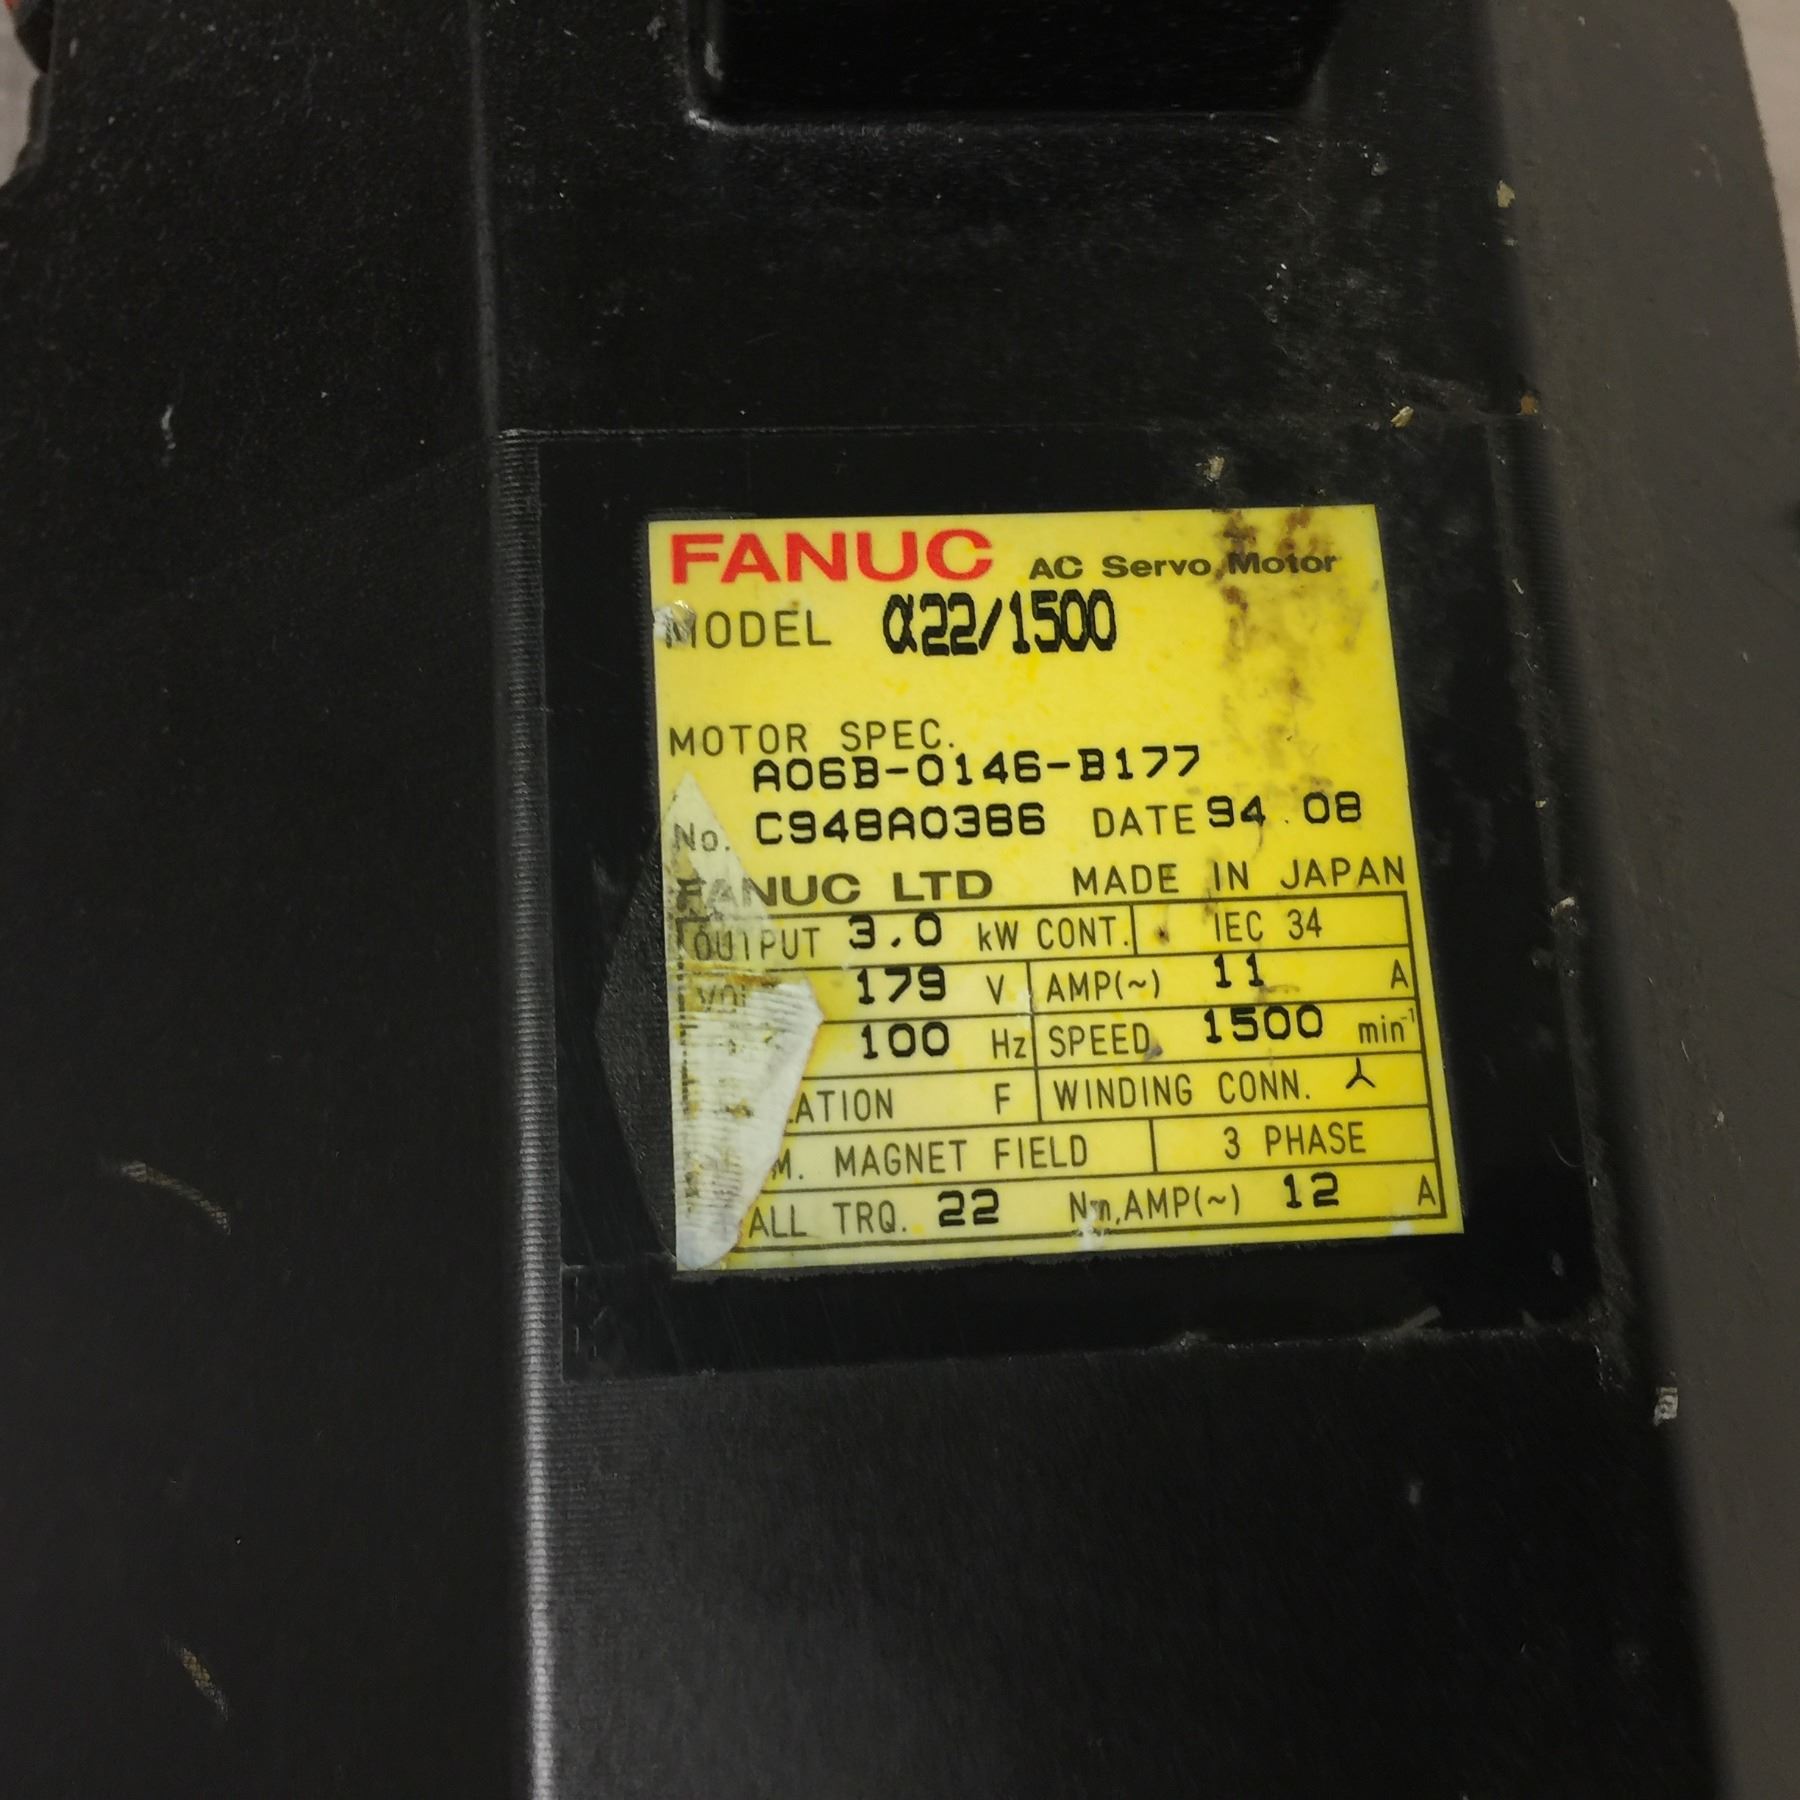 FANUC AC Servo Motor
MODEL α22/1500
MOTOR SPEC.
A06B-0146-B177
No. C948A0386 DATE 94.08
FANUC LTD MADE IN JAPAN
OUTPUT 3.0 kW CONT. IEC 34
179 V AMP(~) 11 A
100 Hz SPEED 1500 min⁻¹
LATION F WINDING CONN. ⅄
M. MAGNET FIELD 3 PHASE
ALL TRQ. 22 Nm,AMP(~) 12 A